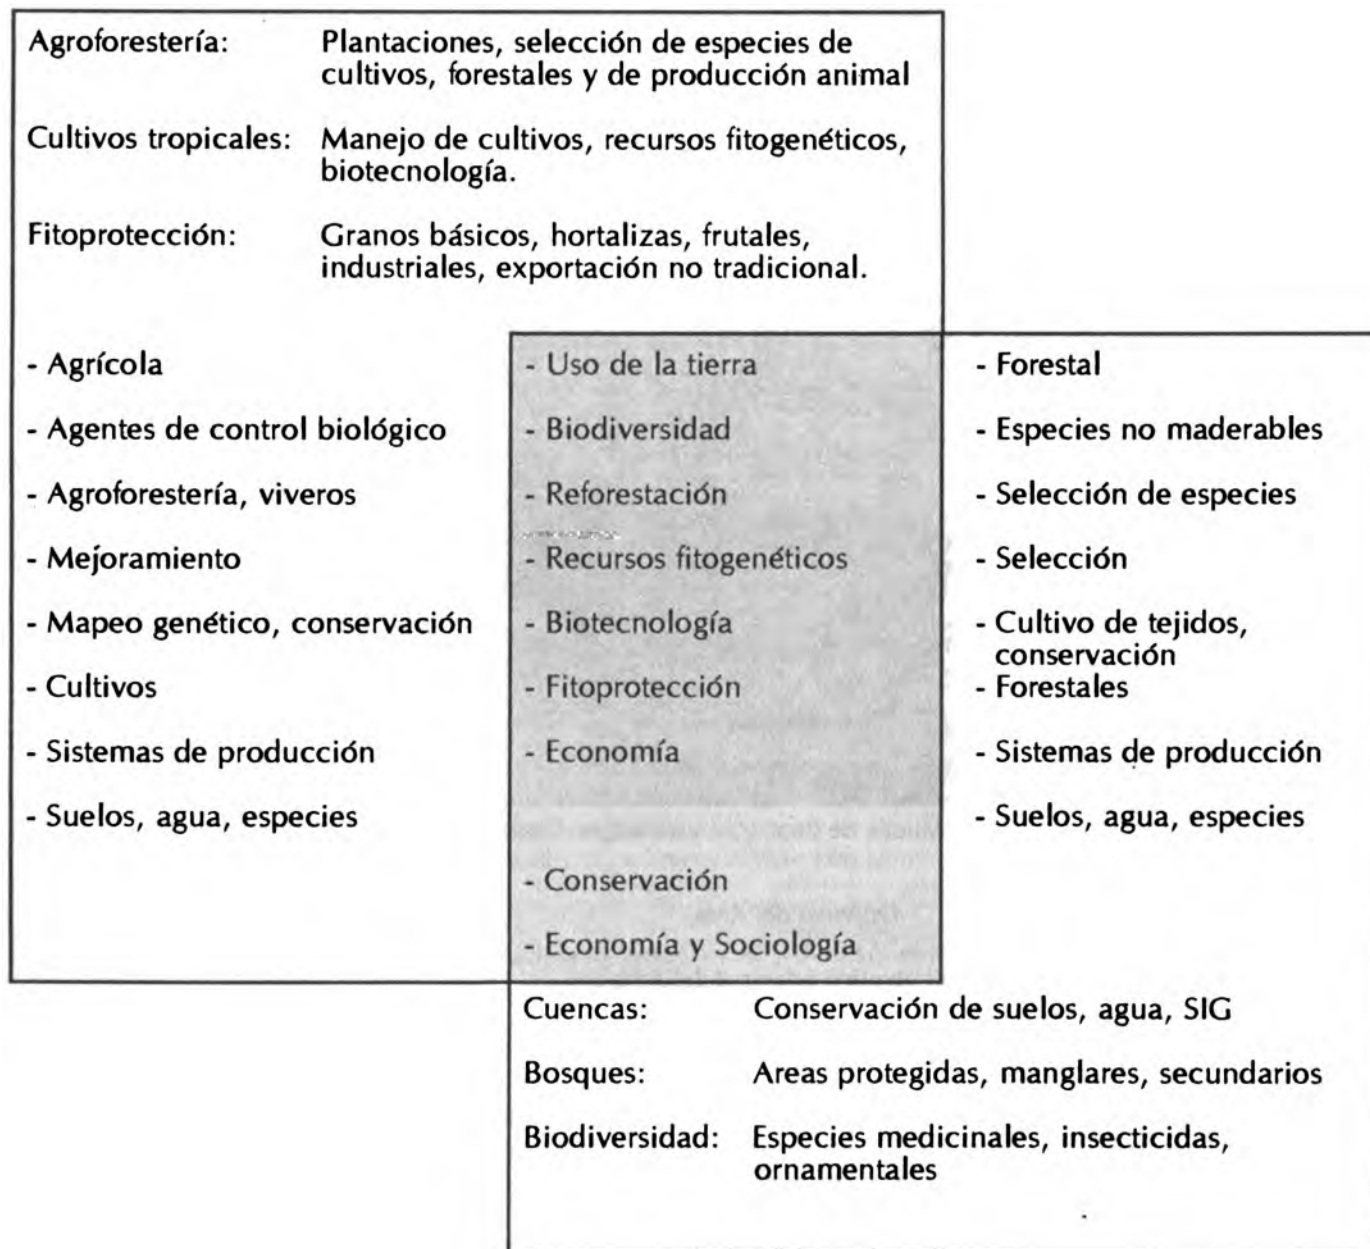 Agroforestería: Plantaciones, selección de especies de
cultivos, forestales y de producción animal
Cultivos tropicales: Manejo de cultivos, recursos fitogenéticos,
biotecnología.
Fitoprotección: Granos básicos, hortalizas, frutales,
industriales, exportación no tradicional.
- Agrícola - Uso de la tierra - Forestal
- Agentes de control biológico - Biodiversidad - Especies no maderables
- Agroforestería, viveros - Reforestación - Selección de especies
- Mejoramiento - Recursos fitogenéticos - Selección
- Mapeo genético, conservación - Biotecnología - Cultivo de tejidos,
conservación
- Cultivos - Fitoprotección - Forestales
- Sistemas de producción - Economía - Sistemas de producción
- Suelos, agua, especies - Suelos, agua, especies
- Conservación
- Economía y Sociología
Cuencas: Conservación de suelos, agua, SIG
Bosques: Areas protegidas, manglares, secundarios
Biodiversidad: Especies medicinales, insecticidas,
ornamentales